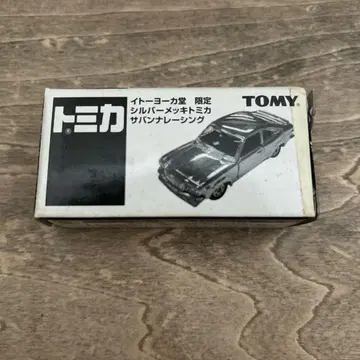 トミカ
イトーヨーカ堂 限定
シルバーメッキトミカ
サバンナレーシング
TOMY